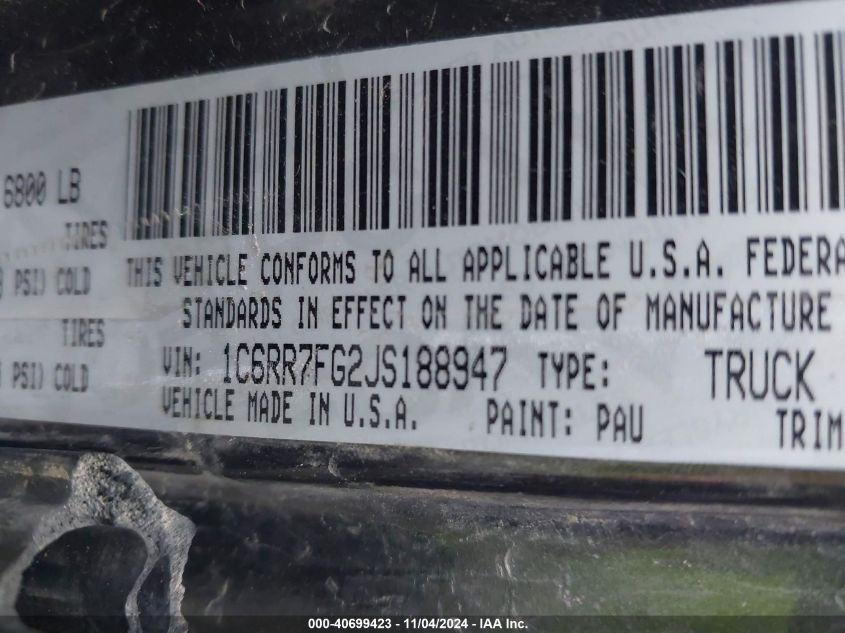 6800 LB
TIRES
PSI) COLD
TIRES
PSI) COLD
THIS VEHICLE CONFORMS TO ALL APPLICABLE U.S.A. FEDERA
STANDARDS IN EFFECT ON THE DATE OF MANUFACTURE
VIN: 1C6RR7FG2JS188947 TYPE: TRUCK
VEHICLE MADE IN U.S.A. PAINT: PAU TRIM
000-40699423 - 11/04/2024 - IAA Inc.